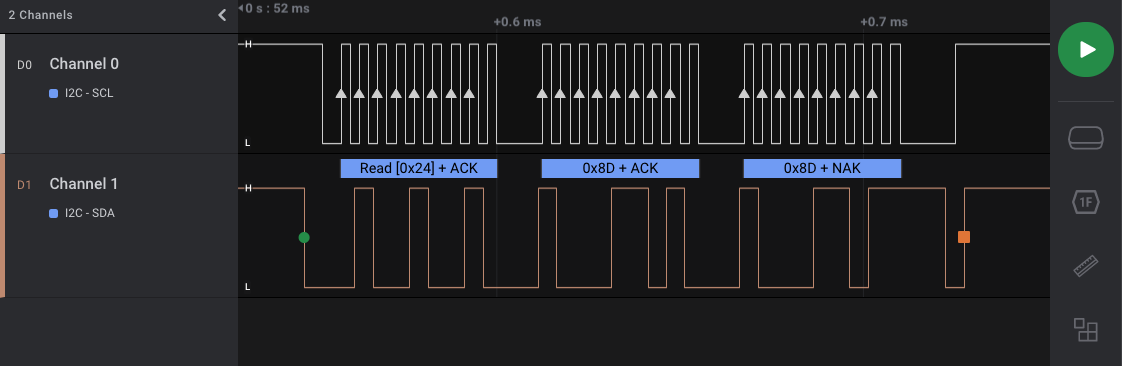 2 Channels
0 s : 52 ms
+0.6 ms
+0.7 ms
D0 Channel 0
I2C - SCL
H
L
Read [0x24] + ACK
0x8D + ACK
0x8D + NAK
D1 Channel 1
I2C - SDA
H
L
1F